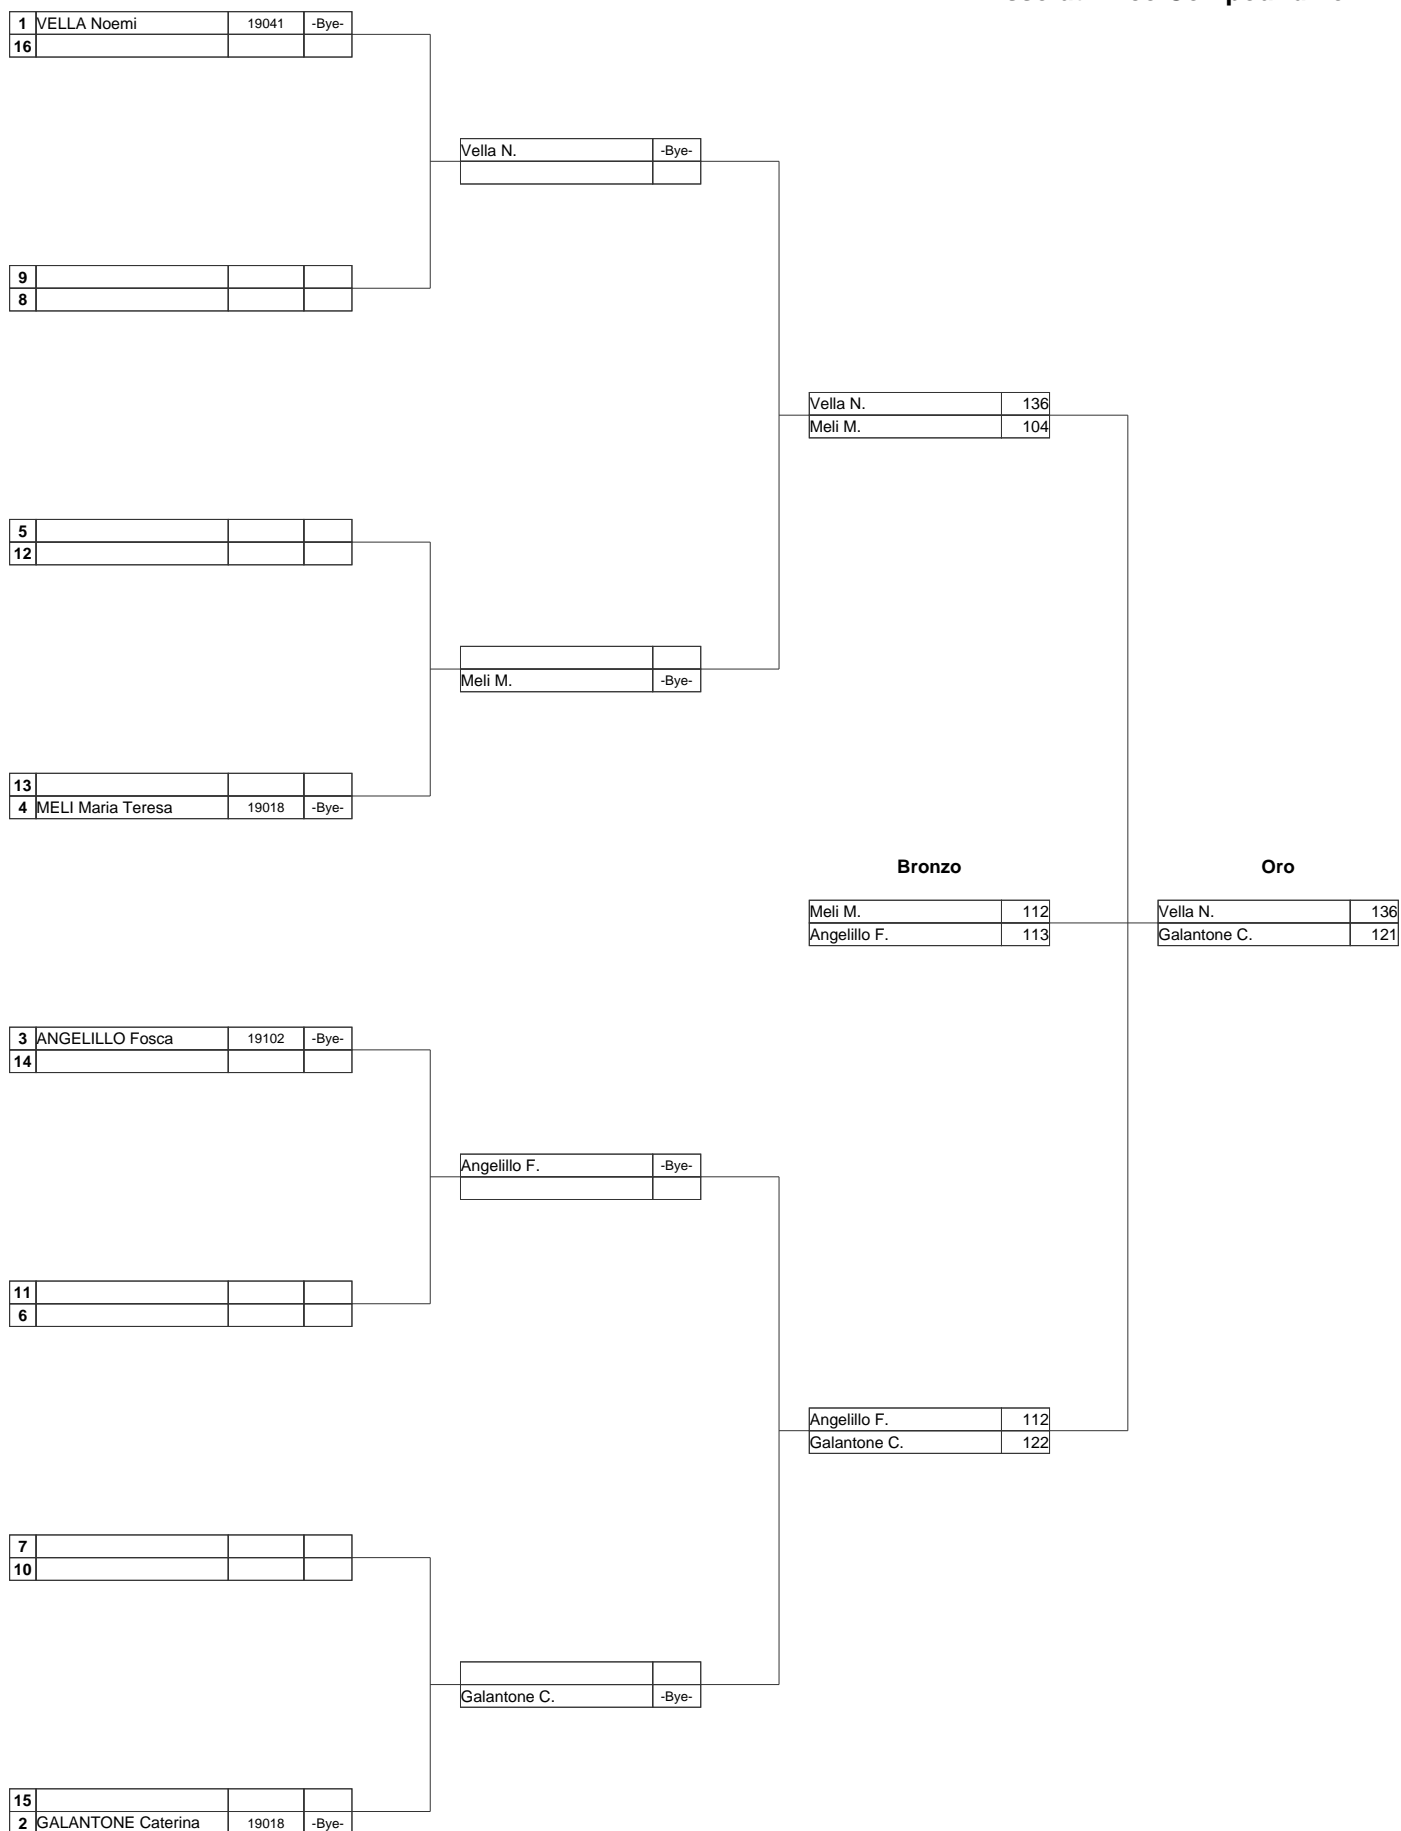 1 VELLA Noemi 19041 -Bye-
16
Vella N. -Bye-
9
8
Vella N. 136
Meli M. 104
5
12
Meli M. -Bye-
13
4 MELI Maria Teresa 19018 -Bye-
Bronzo Oro
Meli M. 112 Vella N. 136
Angelillo F. 113 Galantone C. 121
3 ANGELILLO Fosca 19102 -Bye-
14
Angelillo F. -Bye-
11
6
Angelillo F. 112
Galantone C. 122
7
10
Galantone C. -Bye-
15
2 GALANTONE Caterina 19018 -Bye-